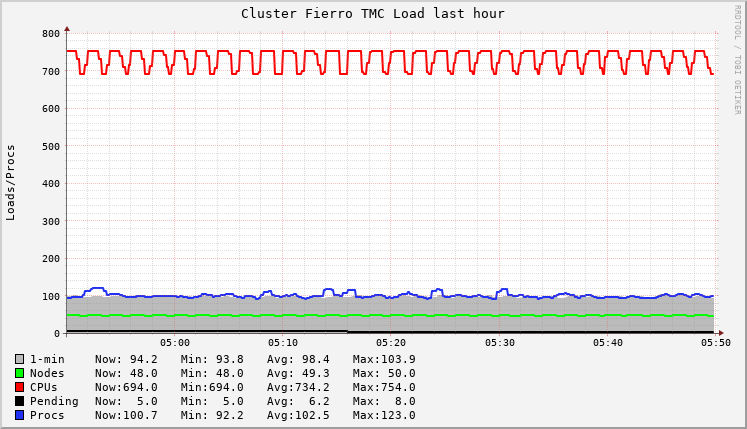 Cluster Fierro TMC Load last hour
RRDTOOL / TOBI OETIKER
Loads/Procs
800
700
600
500
400
300
200
100
0
05:00 05:10 05:20 05:30 05:40 05:50
1-min Now: 94.2 Min: 93.8 Avg: 98.4 Max:103.9
Nodes Now: 48.0 Min: 48.0 Avg: 49.3 Max: 50.0
CPUs Now:694.0 Min:694.0 Avg:734.2 Max:754.0
Pending Now: 5.0 Min: 5.0 Avg: 6.2 Max: 8.0
Procs Now:100.7 Min: 92.2 Avg:102.5 Max:123.0